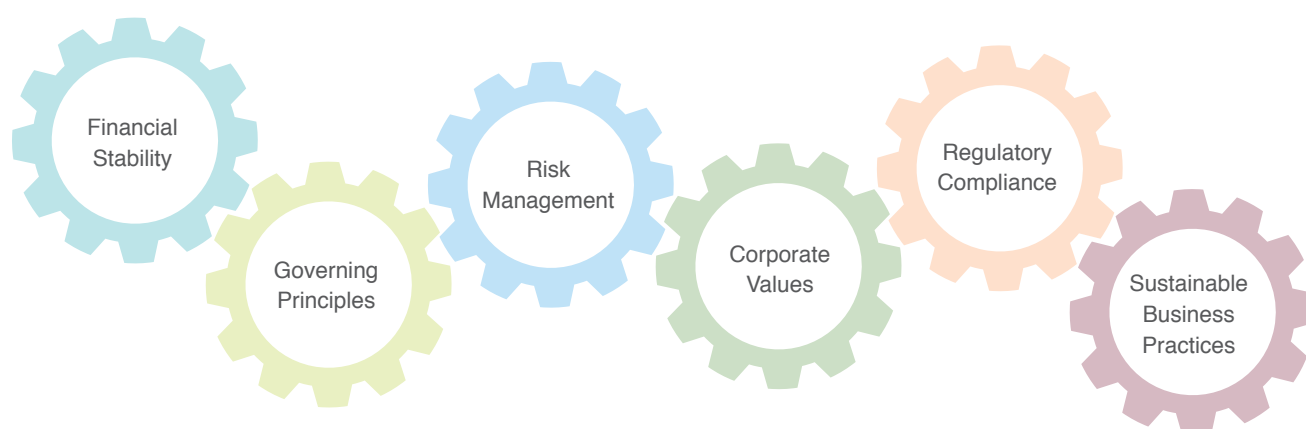 Financial
Stability
Governing
Principles
Risk
Management
Corporate
Values
Regulatory
Compliance
Sustainable
Business
Practices